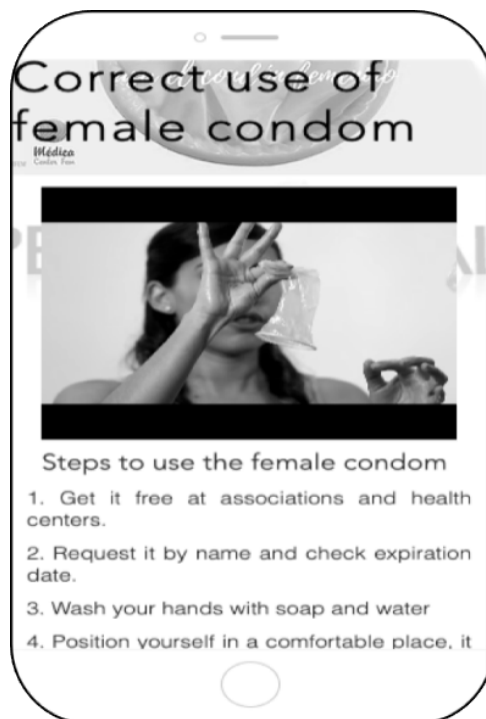 Correct use of
female condom
Médica
Center Fem
Steps to use the female condom
1. Get it free at associations and health
centers.
2. Request it by name and check expiration
date.
3. Wash your hands with soap and water
4. Position yourself in a comfortable place, it